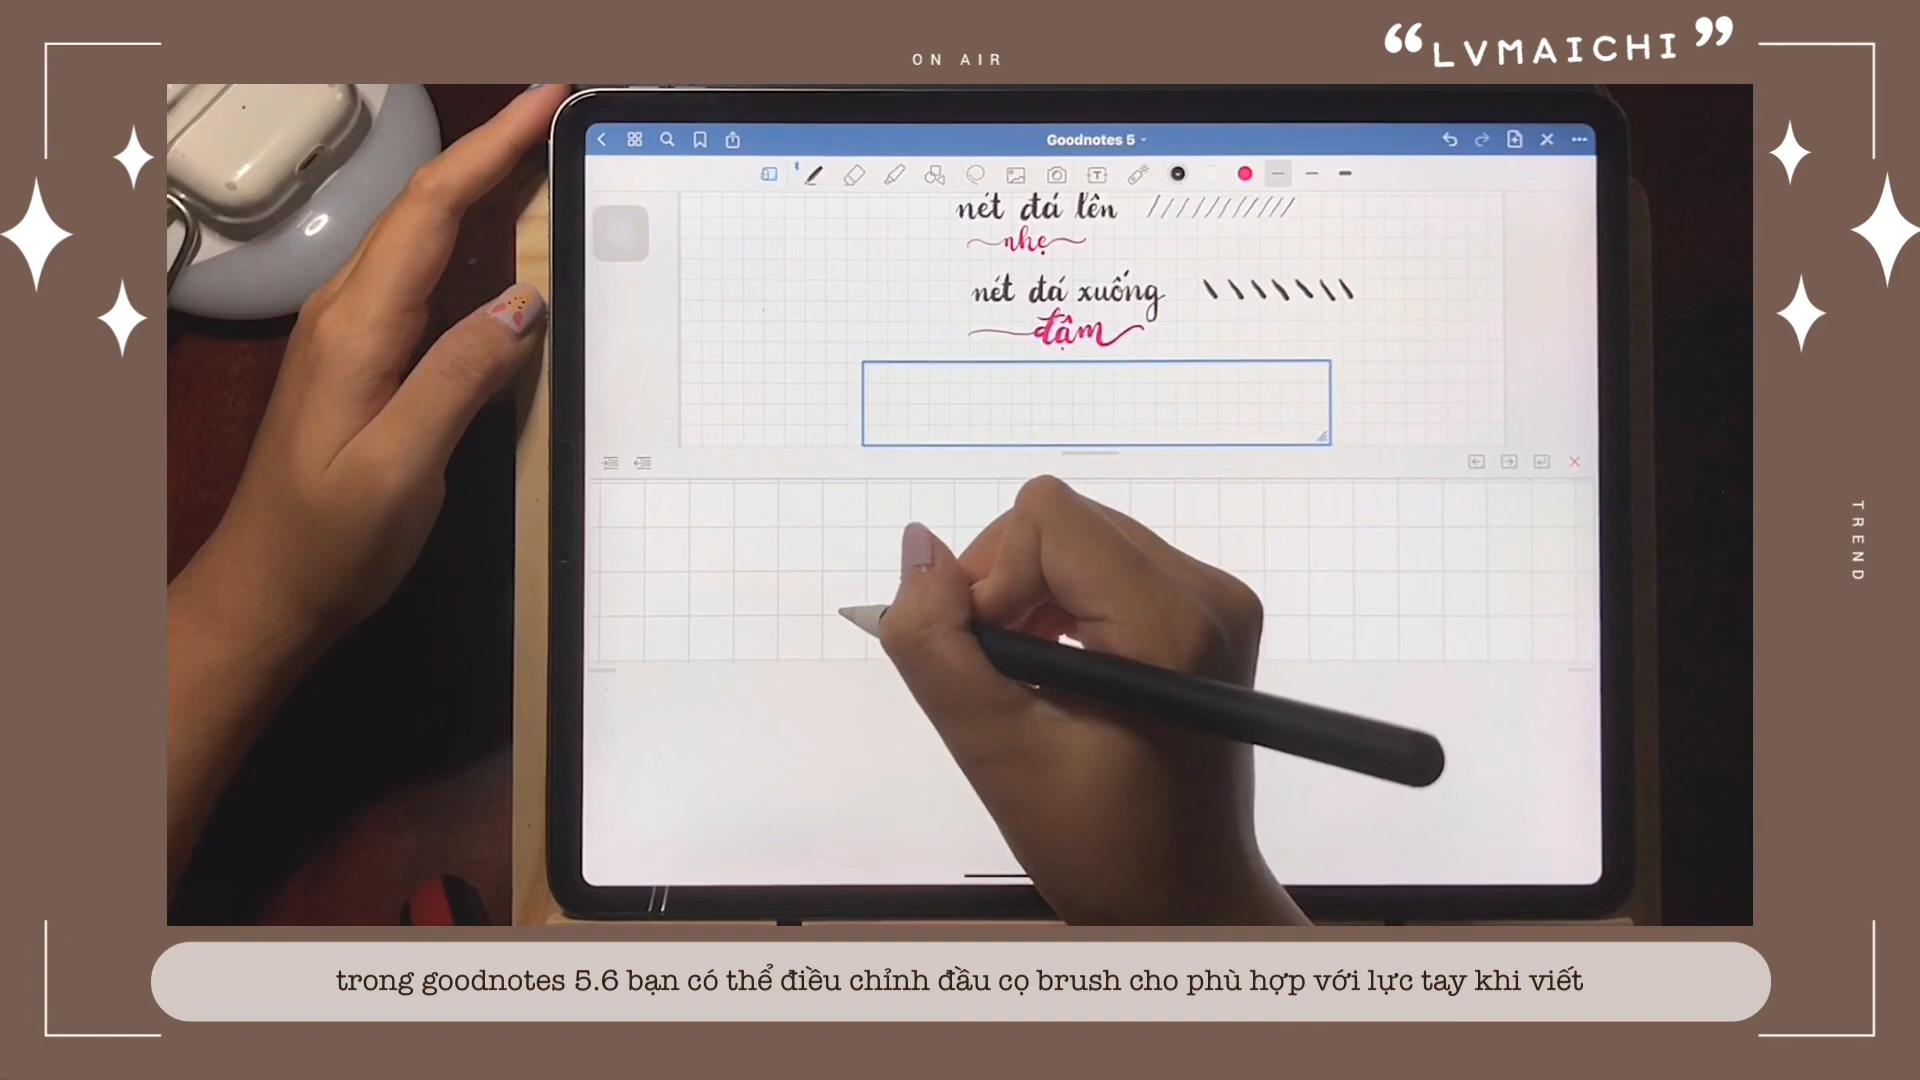 ON AIR
“LVMAICHI”
Goodnotes 5
nét đá lên
nhẹ
nét đá xuống
đậm
TREND
trong goodnotes 5.6 bạn có thể điều chỉnh đầu cọ brush cho phù hợp với lực tay khi viết